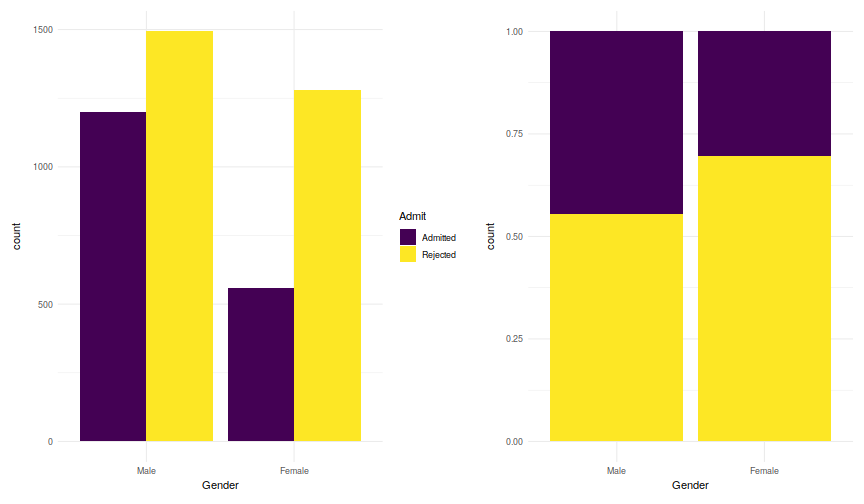 1500
1000
500
0
count
Male Female
Gender
Admit
Admitted
Rejected
1.00
0.75
0.50
0.25
0.00
count
Male Female
Gender